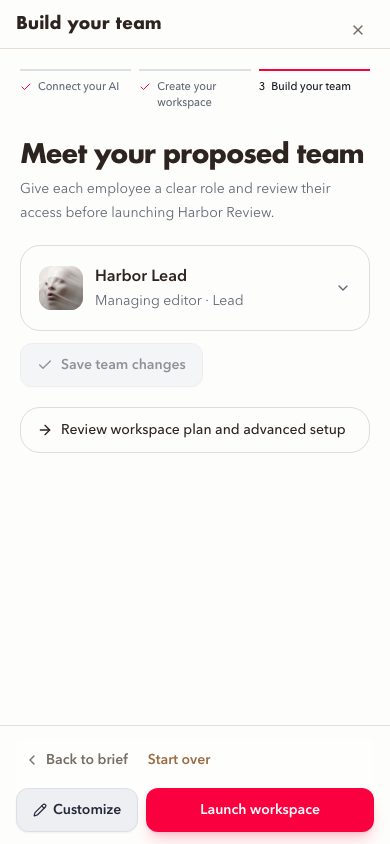 Build your team
Connect your AI
Create your
workspace
3 Build your team
Meet your proposed team
Give each employee a clear role and review their
access before launching Harbor Review.
Harbor Lead
Managing editor · Lead
Save team changes
Review workspace plan and advanced setup
Back to brief
Start over
Customize
Launch workspace